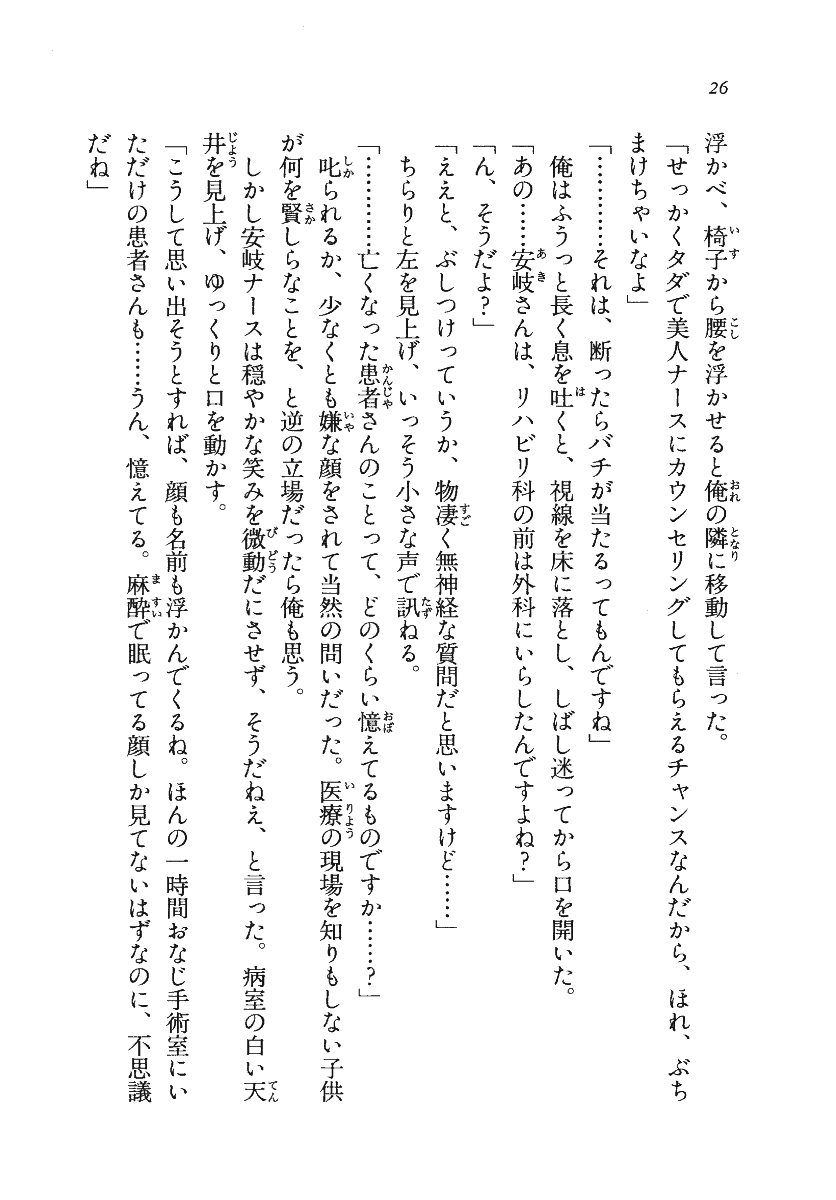 26
浮かべ、椅子から腰を浮かせると俺の隣に移動して言った。
「せっかくタダで美人ナースにカウンセリングしてもらえるチャンスなんだから、ほれ、ぶち
まけちゃいなよ」
「…………それは、断ったらバチが当たるってもんですね」
俺はふうっと長く息を吐くと、視線を床に落とし、しばし迷ってから口を開いた。
「あの……安岐さんは、リハビリ科の前は外科にいらしたんですよね？」
「ん、そうだよ？」
「ええと、ぶしつけっていうか、物凄く無神経な質問だと思いますけど……」
ちらりと左を見上げ、いっそう小さな声で訊ねる。
「…………亡くなった患者さんのことって、どのくらい憶えてるものですか……？」
叱られるか、少なくとも嫌な顔をされて当然の問いだった。医療の現場を知りもしない子供
が何を賢しらなことを、と逆の立場だったら俺も思う。
しかし安岐ナースは穏やかな笑みを微動だにさせず、そうだねえ、と言った。病室の白い天
井を見上げ、ゆっくりと口を動かす。
「こうして思い出そうとすれば、顔も名前も浮かんでくるね。ほんの一時間おなじ手術室にい
ただけの患者さんも……うん、憶えてる。麻酔で眠ってる顔しか見てないはずなのに、不思議
だね」